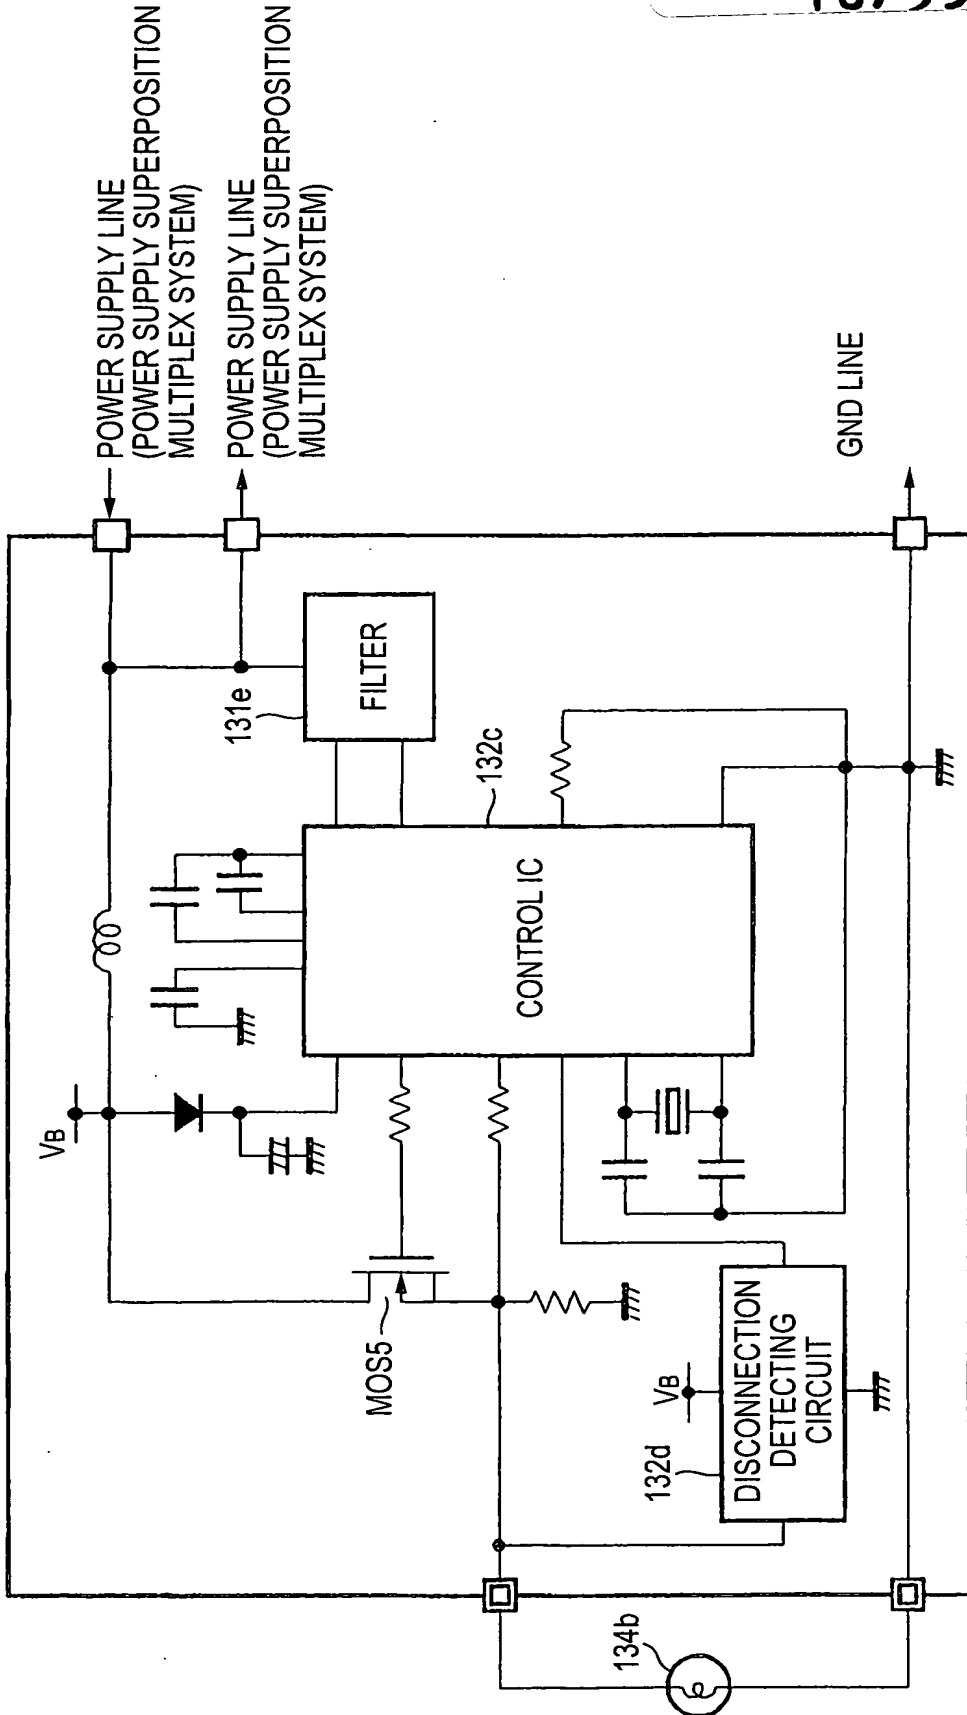 POWER SUPPLY LINE
(POWER SUPPLY SUPERPOSITION
MULTIPLEX SYSTEM)
POWER SUPPLY LINE
(POWER SUPPLY SUPERPOSITION
MULTIPLEX SYSTEM)
GND LINE
131e
FILTER
132c
CONTROL IC
VB
MOS5
VB
132d
DISCONNECTION
DETECTING
CIRCUIT
134b